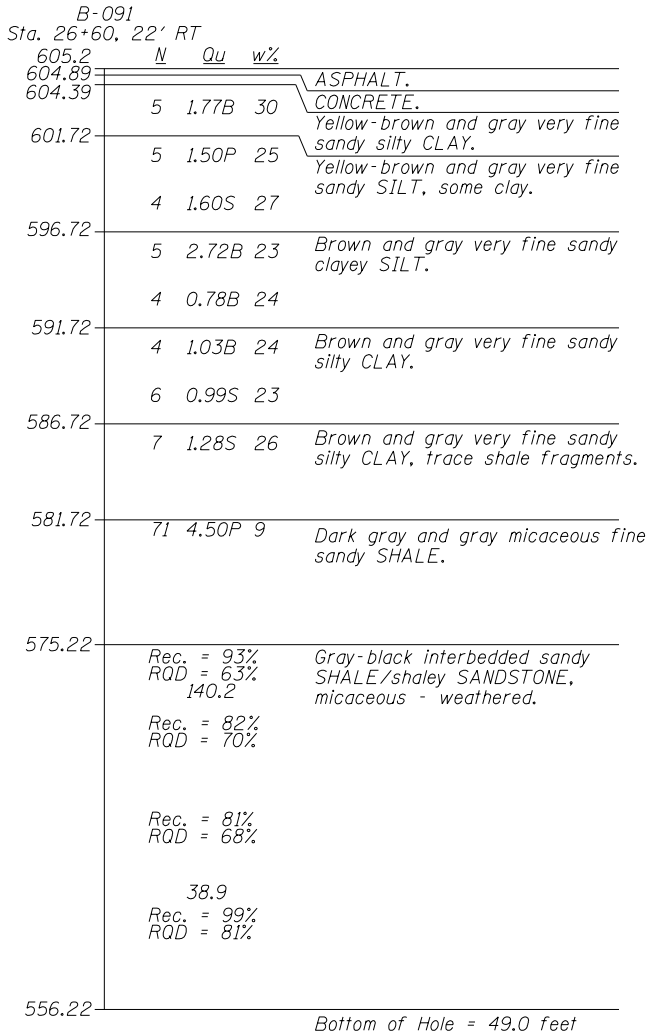 B-091
Sta. 26+60, 22' RT
605.2 N Qu w%
604.89 ASPHALT.
604.39 CONCRETE.
5 1.77B 30 Yellow-brown and gray very fine
sandy silty CLAY.
601.72
5 1.50P 25 Yellow-brown and gray very fine
sandy SILT, some clay.
4 1.60S 27
596.72
5 2.72B 23 Brown and gray very fine sandy
clayey SILT.
4 0.78B 24
591.72
4 1.03B 24 Brown and gray very fine sandy
silty CLAY.
6 0.99S 23
586.72
7 1.28S 26 Brown and gray very fine sandy
silty CLAY, trace shale fragments.
581.72
71 4.50P 9 Dark gray and gray micaceous fine
sandy SHALE.
575.22
Rec. = 93% Gray-black interbedded sandy
RQD = 63% SHALE/shaley SANDSTONE,
140.2 micaceous - weathered.
Rec. = 82%
RQD = 70%
Rec. = 81%
RQD = 68%
38.9
Rec. = 99%
RQD = 81%
556.22
Bottom of Hole = 49.0 feet